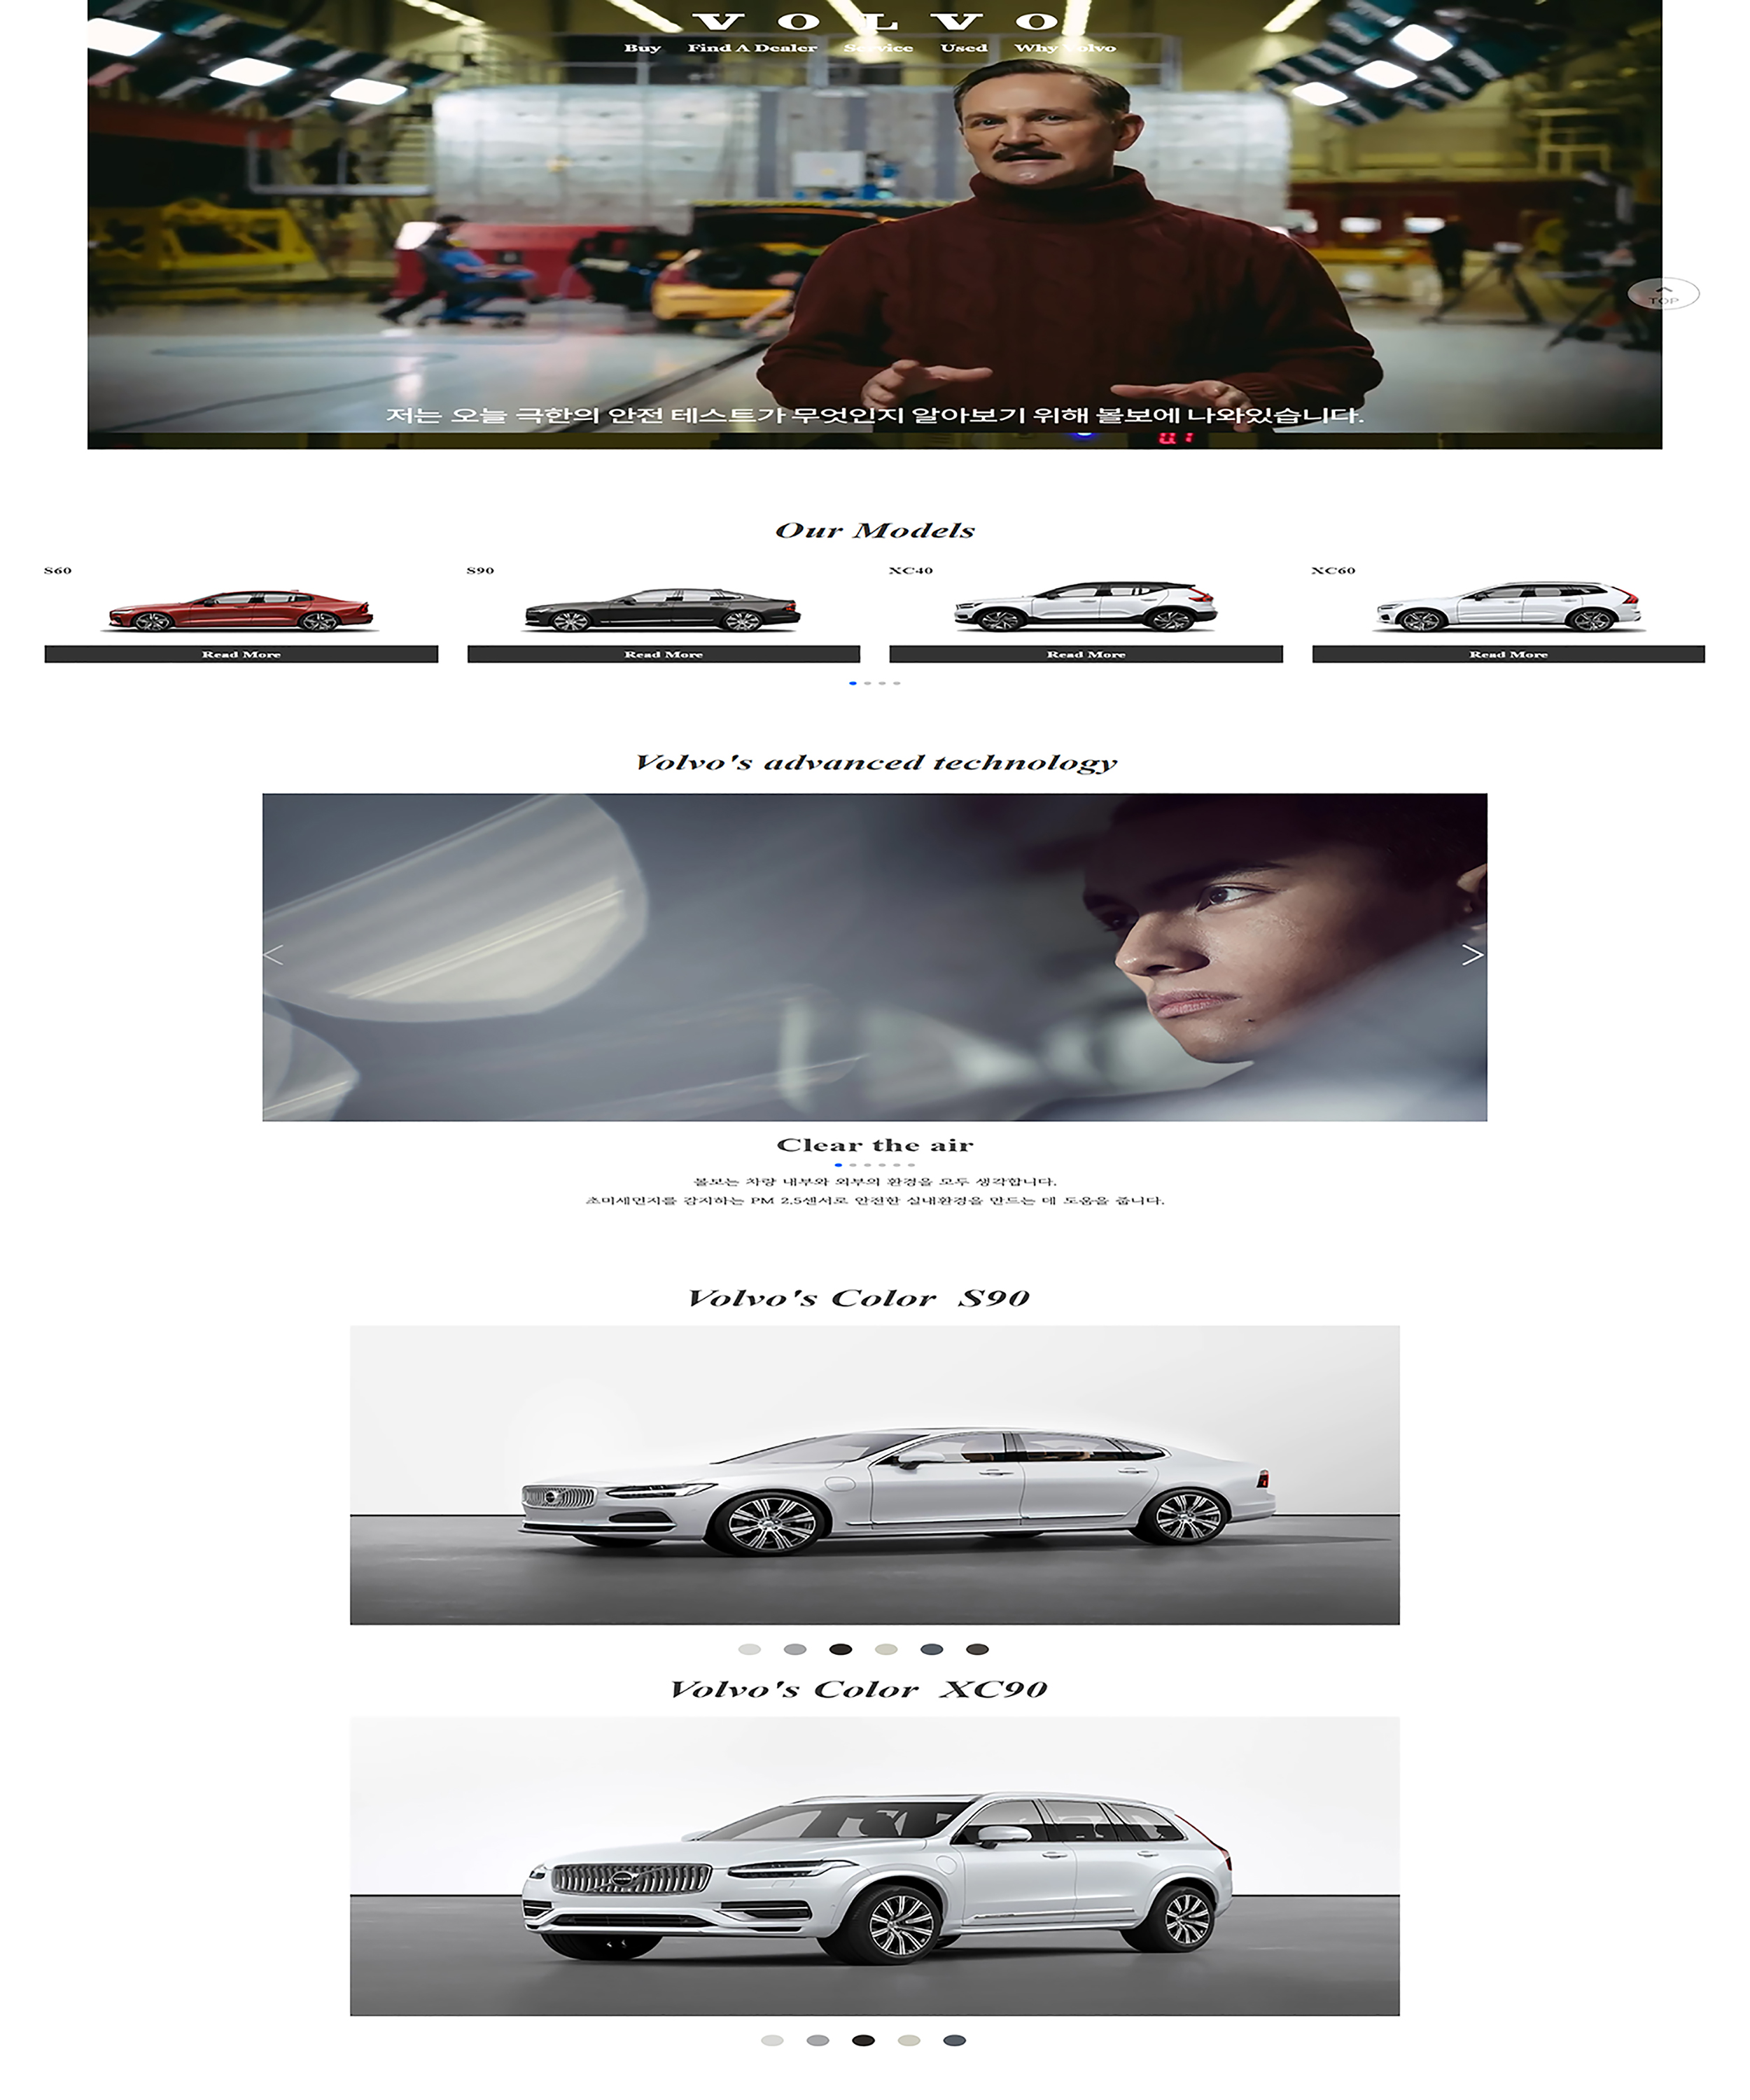 VOLVO
Buy Find A Dealer Service Used Why Volvo
TOP
저는 오늘 극한의 안전 테스트가 무엇인지 알아보기 위해 볼보에 나와있습니다.
Our Models
S60 S90 XC40 XC60
Read More Read More Read More Read More
Volvo's advanced technology
Clear the air
볼보는 차량 내부와 외부의 환경을 모두 생각합니다.
초미세먼지를 감지하는 PM 2.5센서로 안전한 실내환경을 만드는 데 도움을 줍니다.
Volvo's Color S90
Volvo's Color XC90